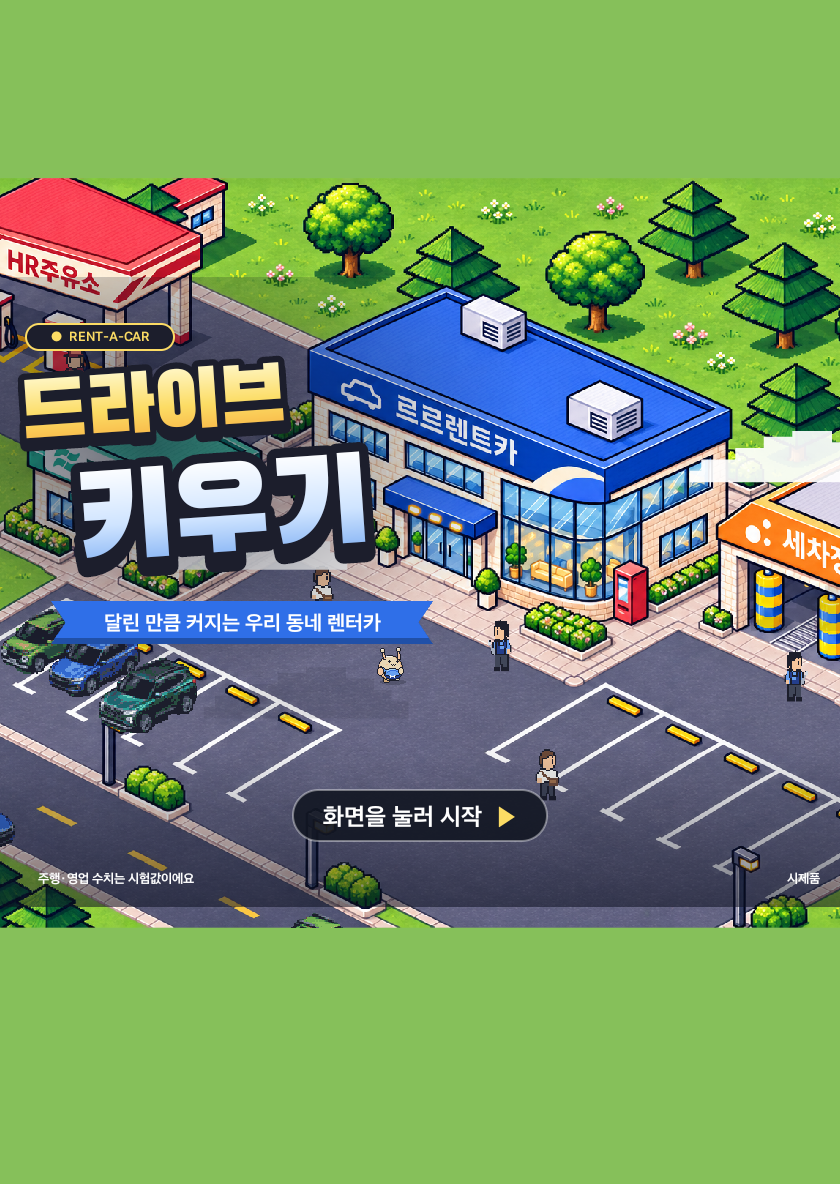 HR주유소
RENT-A-CAR
드라이브
키우기
르르렌트카
세차장
달린 만큼 커지는 우리 동네 렌터카
화면을 눌러 시작
주행·영업 수치는 시험값이에요
시제품